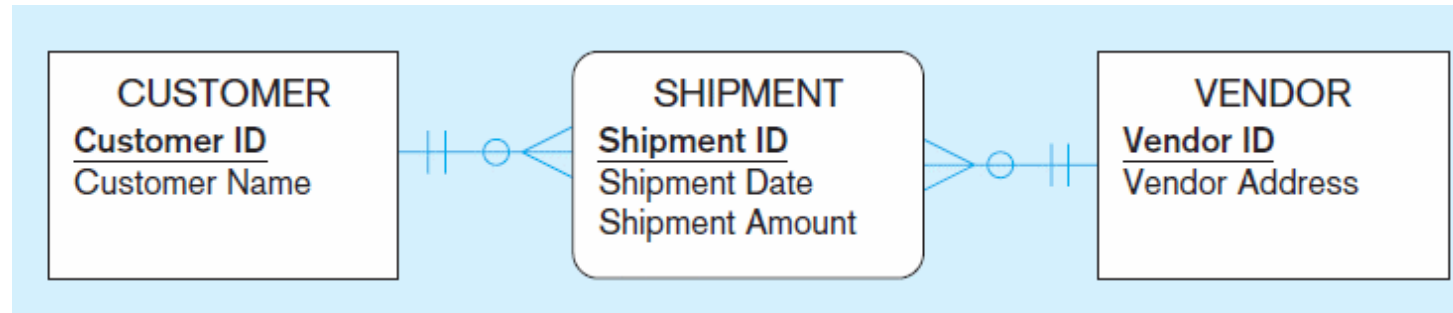 CUSTOMER
Customer ID
Customer Name
SHIPMENT
Shipment ID
Shipment Date
Shipment Amount
VENDOR
Vendor ID
Vendor Address